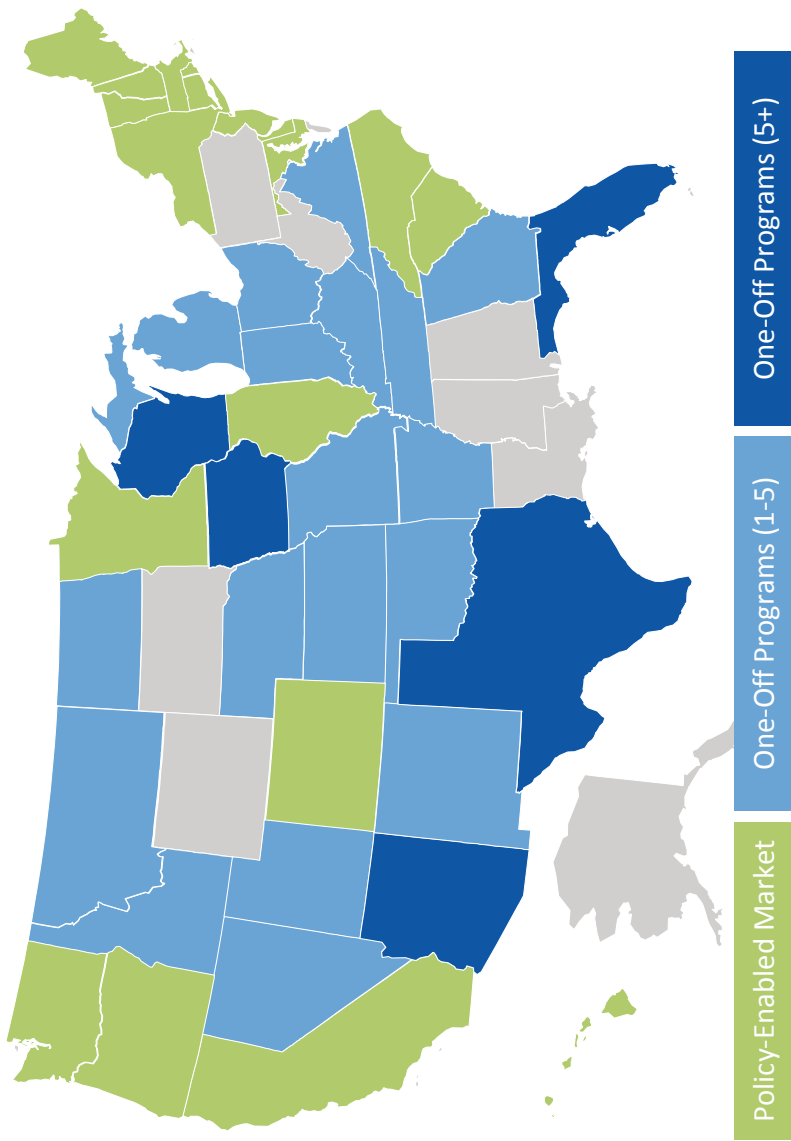 Policy-Enabled Market
One-Off Programs (1-5)
One-Off Programs (5+)